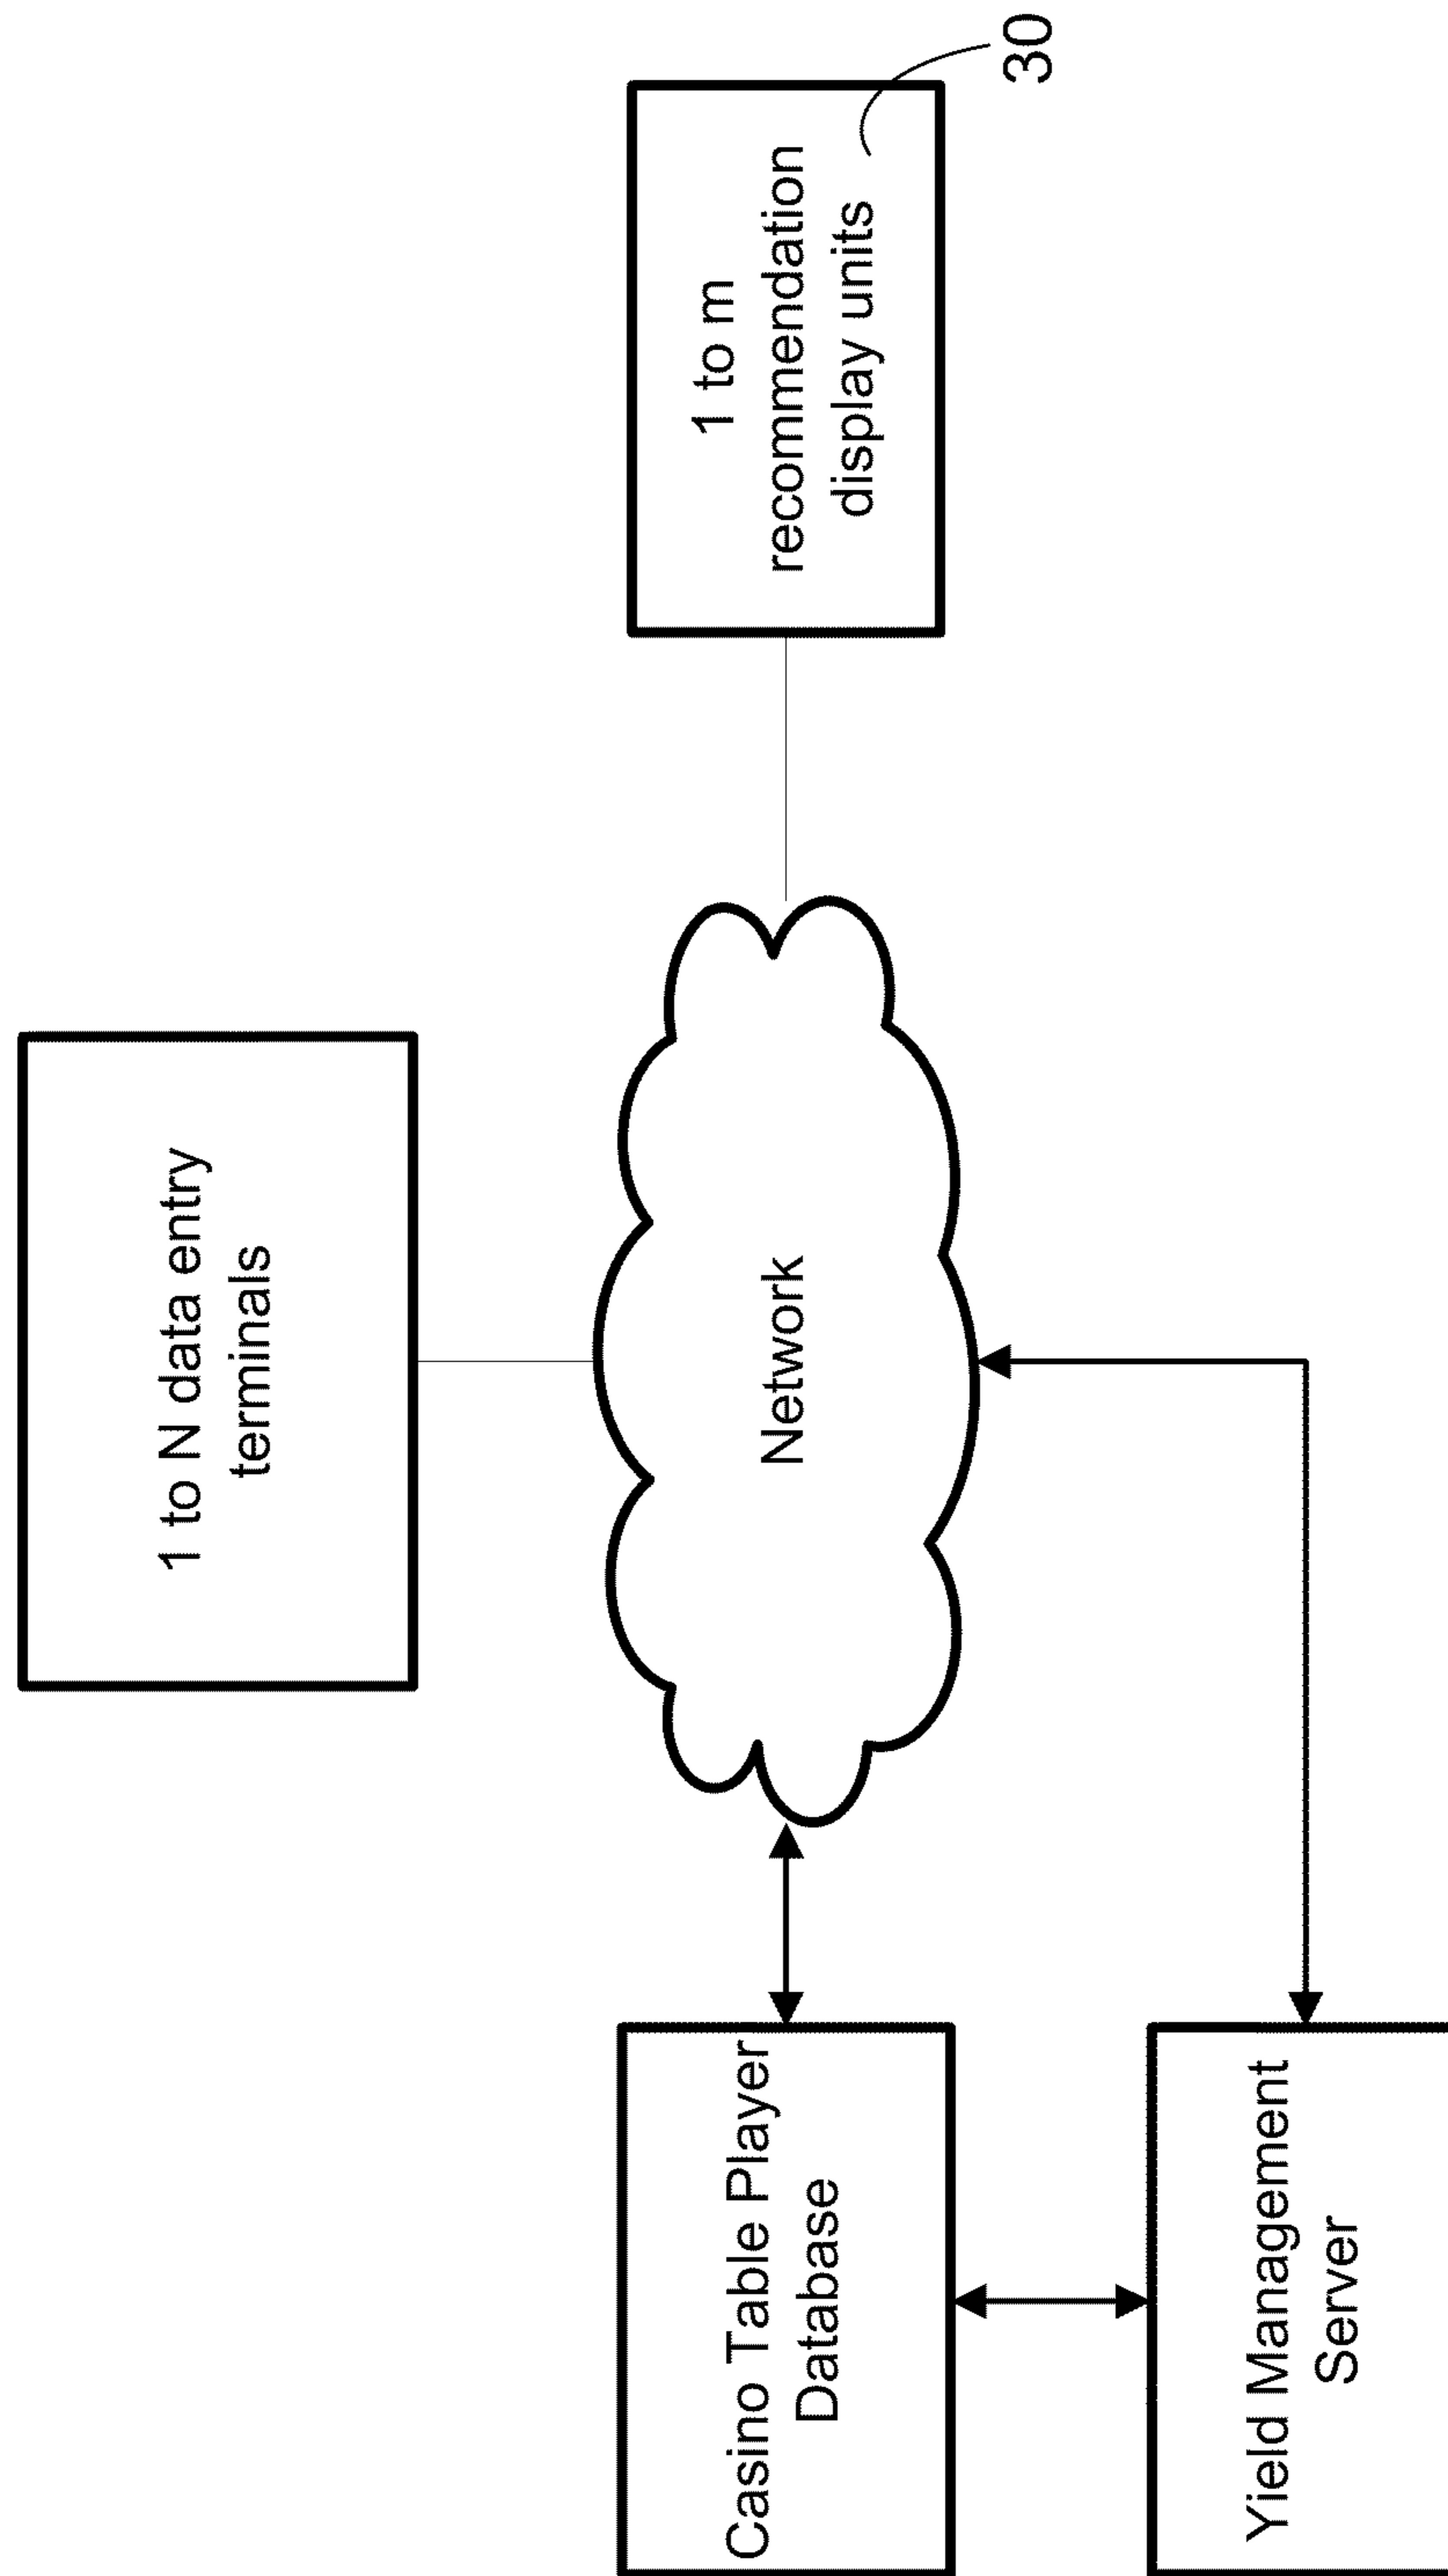 1 to N data entry
terminals
Casino Table Player
Database
Network
1 to m
recommendation
display units
30
Yield Management
Server